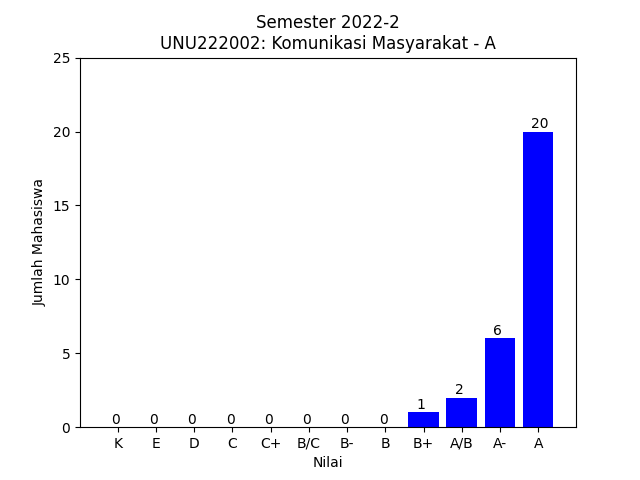 Semester 2022-2
UNU222002: Komunikasi Masyarakat - A
25
20
15
10
5
0
Jumlah Mahasiswa
0 0 0 0 0 0 0 0 1 2 6 20
K E D C C+ B/C B- B B+ A/B A- A
Nilai